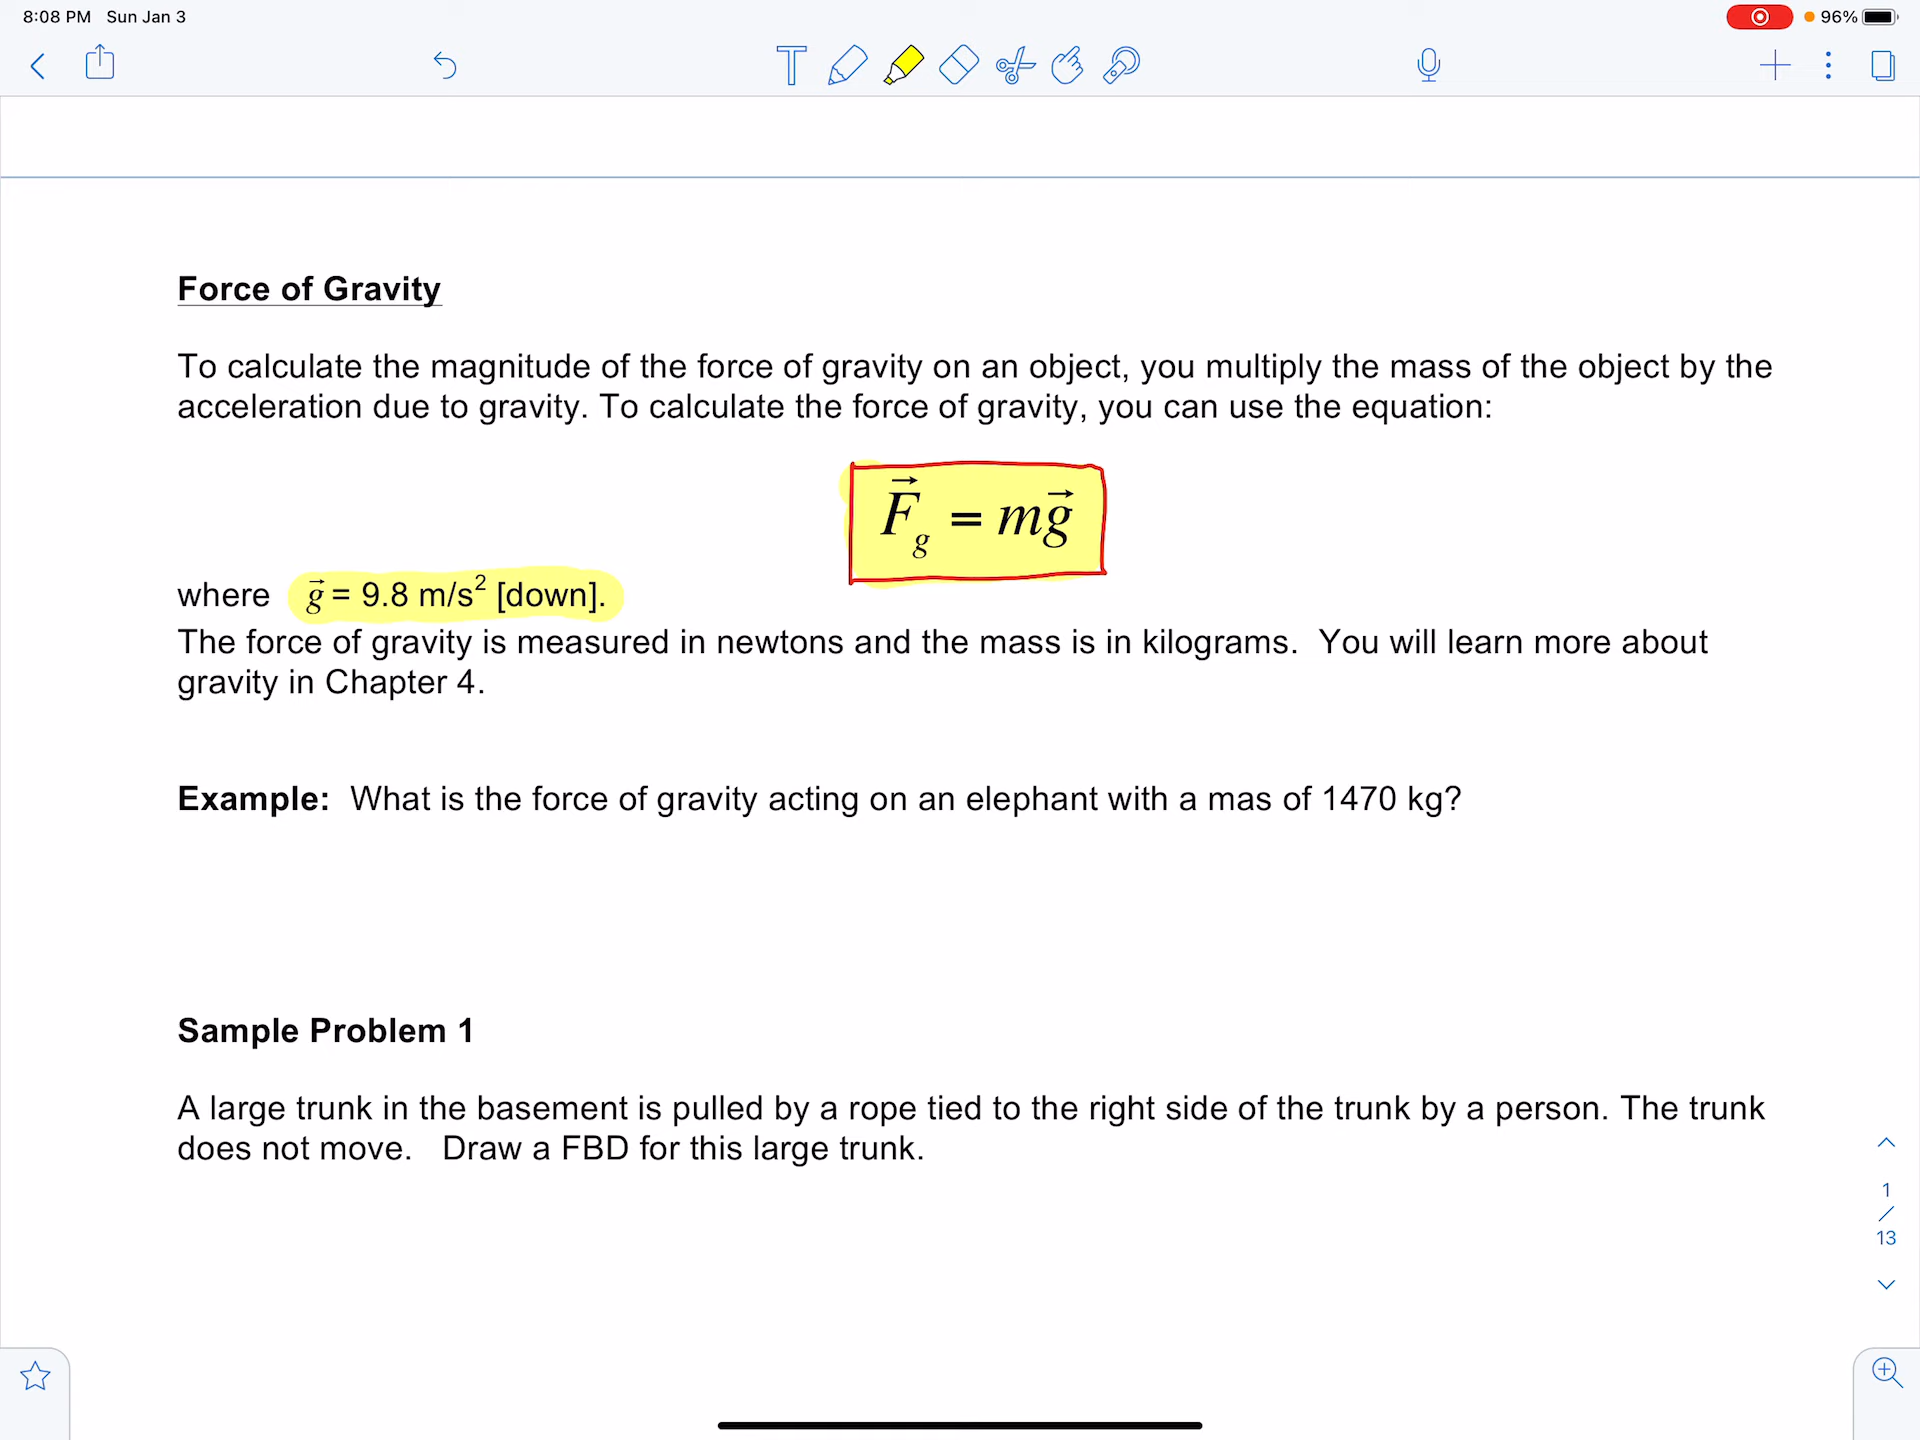 8:08 PM Sun Jan 3
96%
Force of Gravity
To calculate the magnitude of the force of gravity on an object, you multiply the mass of the object by the
acceleration due to gravity. To calculate the force of gravity, you can use the equation:
F⃗g = mg⃗
where g⃗ = 9.8 m/s² [down].
The force of gravity is measured in newtons and the mass is in kilograms. You will learn more about
gravity in Chapter 4.
Example: What is the force of gravity acting on an elephant with a mas of 1470 kg?
Sample Problem 1
A large trunk in the basement is pulled by a rope tied to the right side of the trunk by a person. The trunk
does not move. Draw a FBD for this large trunk.
1
/
13